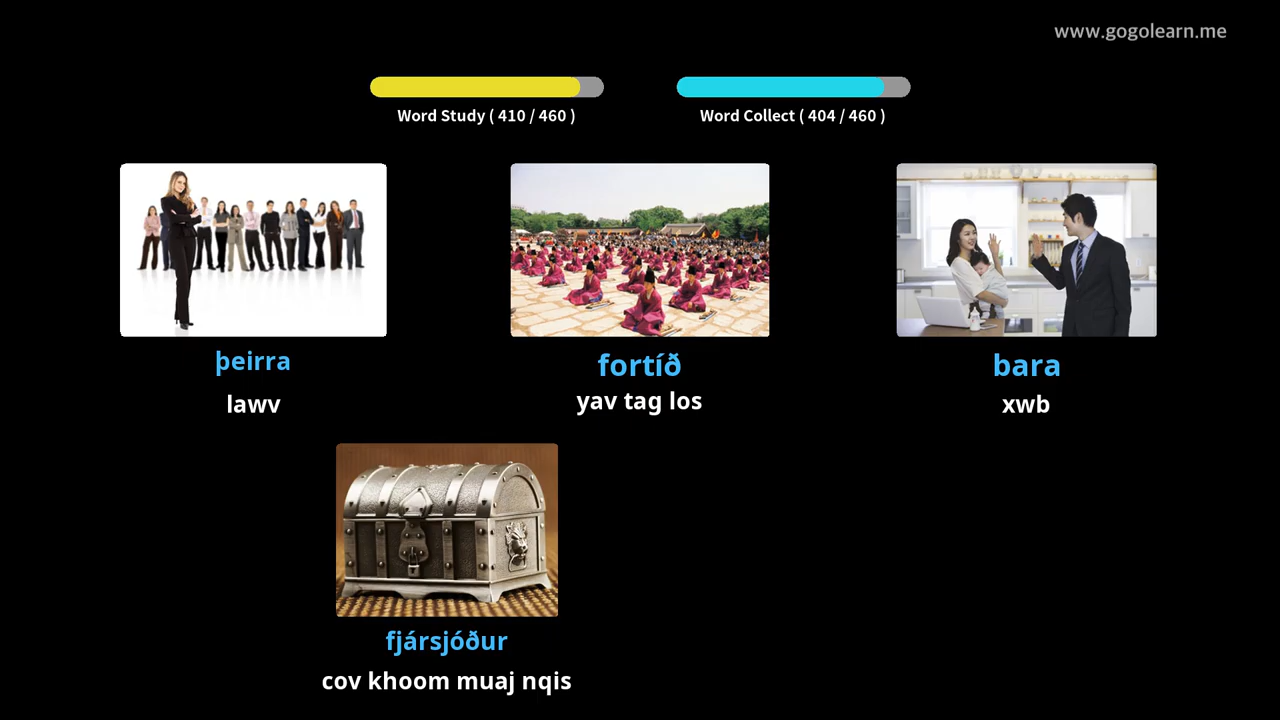 www.gogolearn.me
Word Study ( 410 / 460 )
Word Collect ( 404 / 460 )
þeirra
lawv
fortíð
yav tag los
bara
xwb
fjársjóður
cov khoom muaj nqis